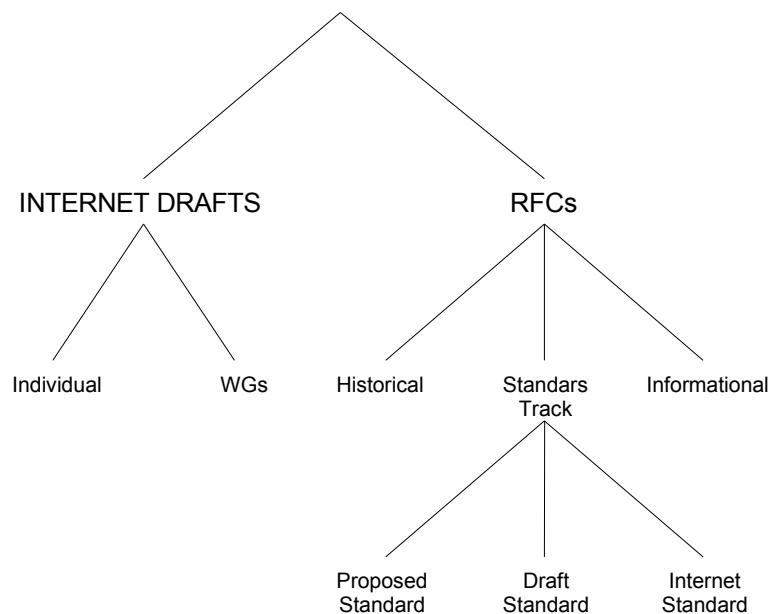 INTERNET DRAFTS
RFCs
Individual
WGs
Historical
Standars
Track
Informational
Proposed
Standard
Draft
Standard
Internet
Standard